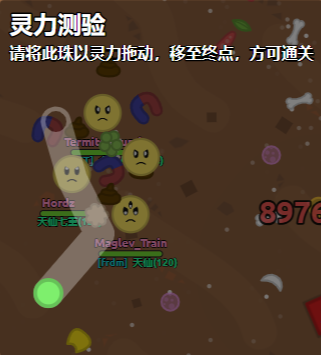 灵力测验
请将此珠以灵力拖动，移至终点，方可通关
Hordz
Maglev_Train
[frdm] 天仙(120)
8976